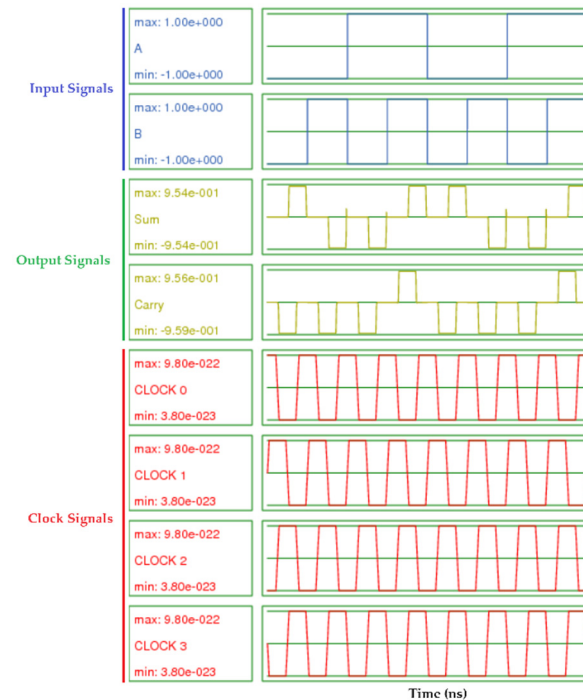 max: 1.00e+000
A
min: -1.00e+000
Input Signals
max: 1.00e+000
B
min: -1.00e+000
max: 9.54e-001
Sum
min: -9.54e-001
Output Signals
max: 9.56e-001
Carry
min: -9.59e-001
max: 9.80e-022
CLOCK 0
min: 3.80e-023
max: 9.80e-022
CLOCK 1
min: 3.80e-023
Clock Signals
max: 9.80e-022
CLOCK 2
min: 3.80e-023
max: 9.80e-022
CLOCK 3
min: 3.80e-023
Time (ns)